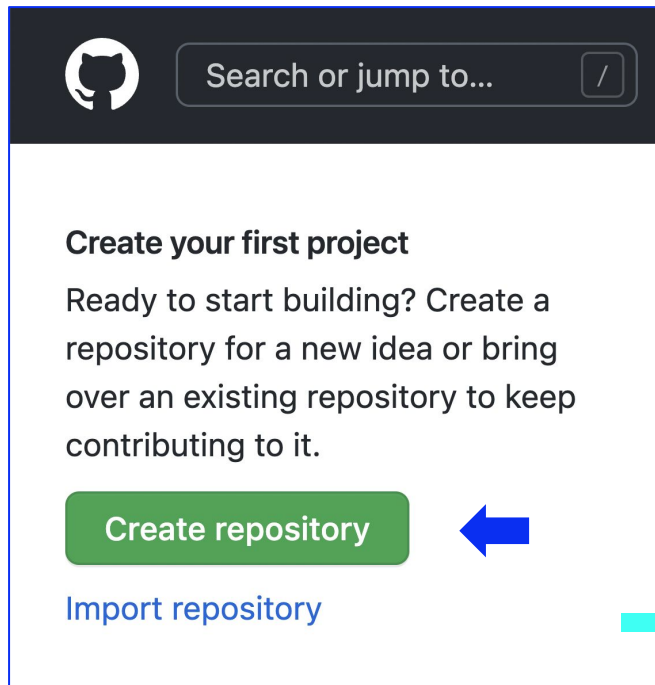 Search or jump to... /
Create your first project
Ready to start building? Create a
repository for a new idea or bring
over an existing repository to keep
contributing to it.
Create repository
Import repository